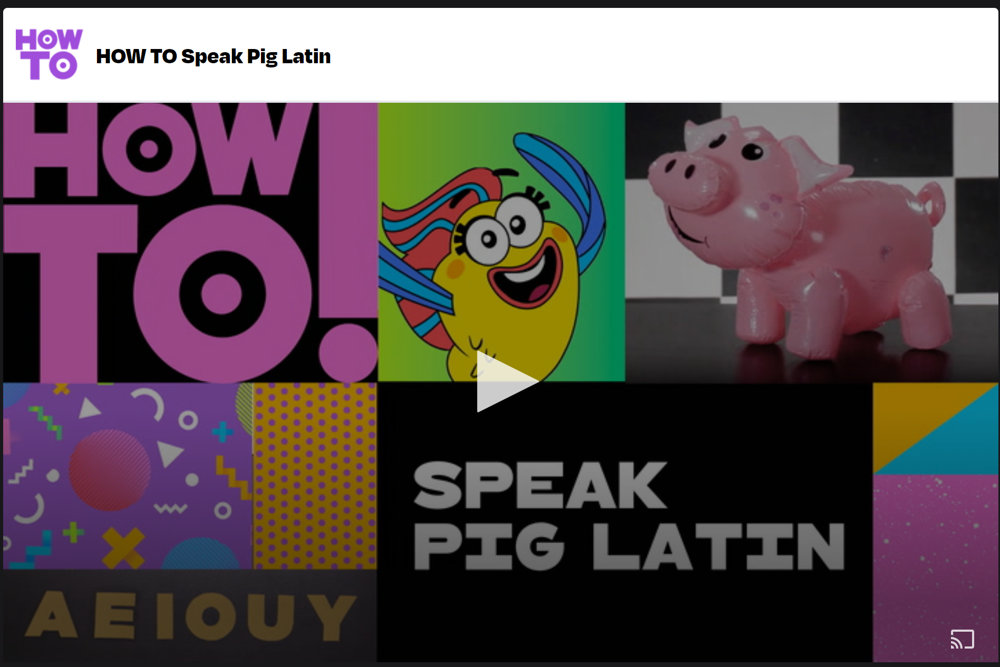 HOW
TO
HOW TO Speak Pig Latin
HOW!
TO
SPEAK
PIG LATIN
AEIOUY